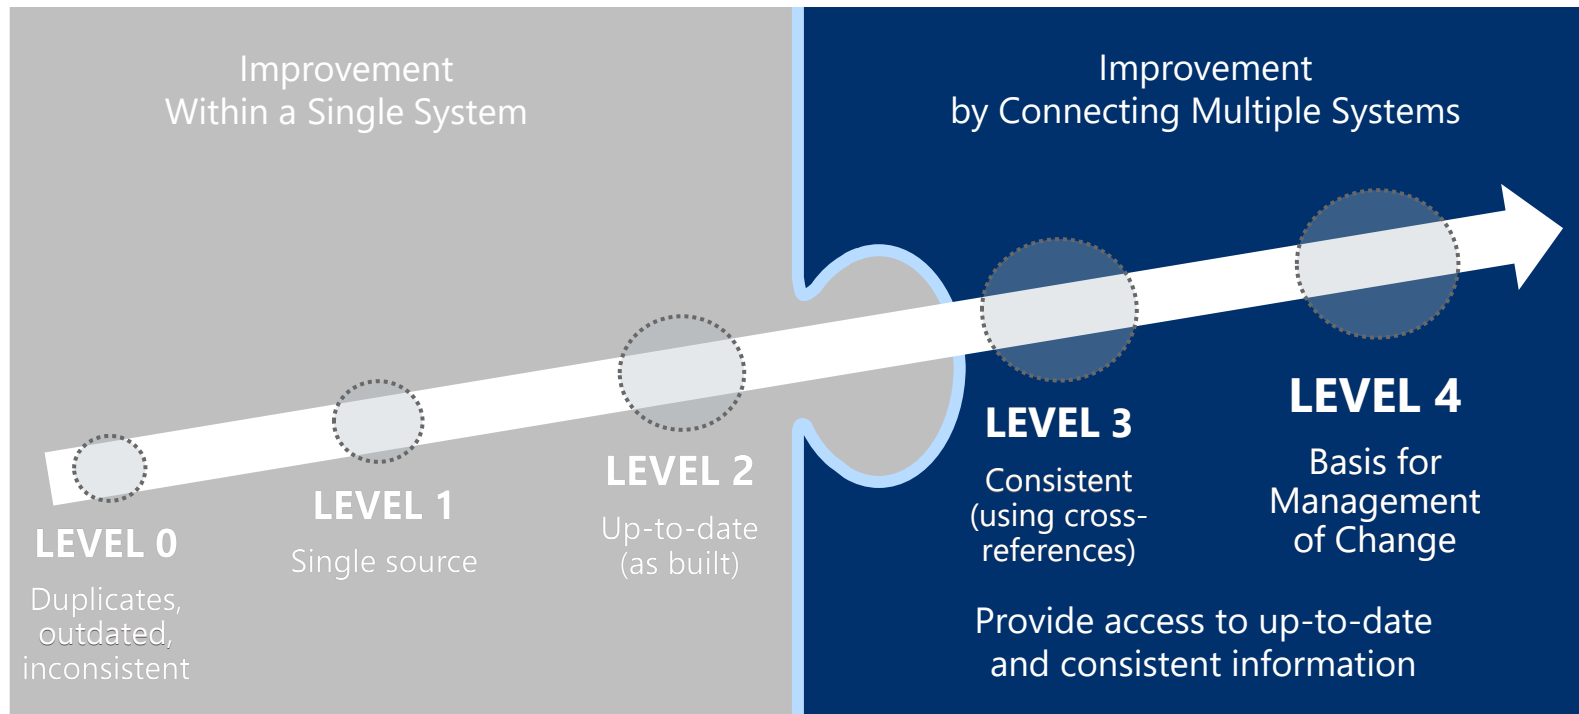 Improvement
Within a Single System
Improvement
by Connecting Multiple Systems
LEVEL 0
Duplicates,
outdated,
inconsistent
LEVEL 1
Single source
LEVEL 2
Up-to-date
(as built)
LEVEL 3
Consistent
(using cross-
references)
LEVEL 4
Basis for
Management
of Change
Provide access to up-to-date
and consistent information